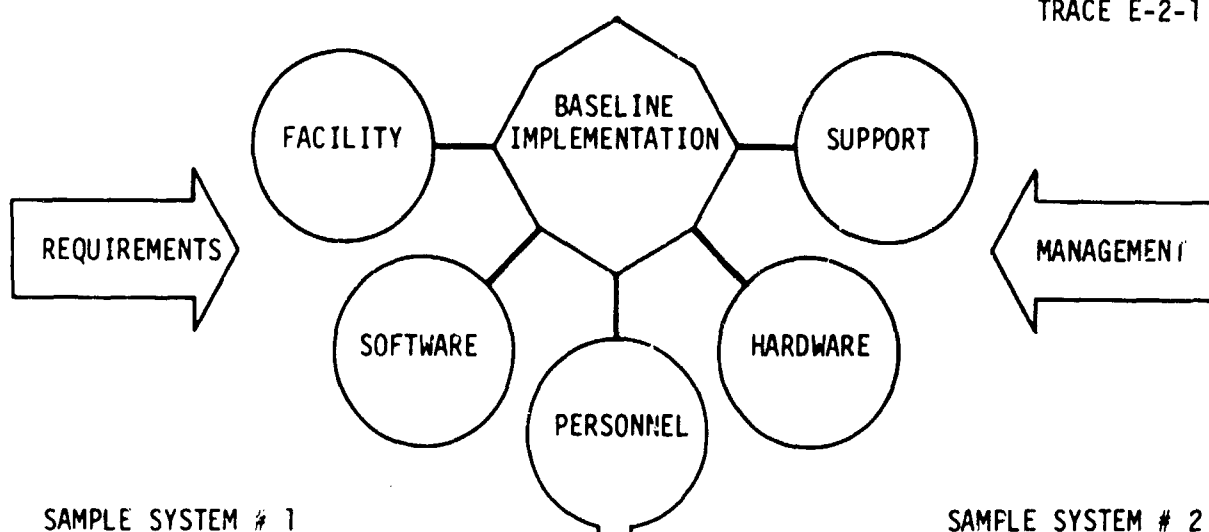 TRACE E-2-1
BASELINE
IMPLEMENTATION
FACILITY
SUPPORT
REQUIREMENTS
MANAGEMENT
SOFTWARE
HARDWARE
PERSONNEL
SAMPLE SYSTEM # 1
SAMPLE SYSTEM # 2